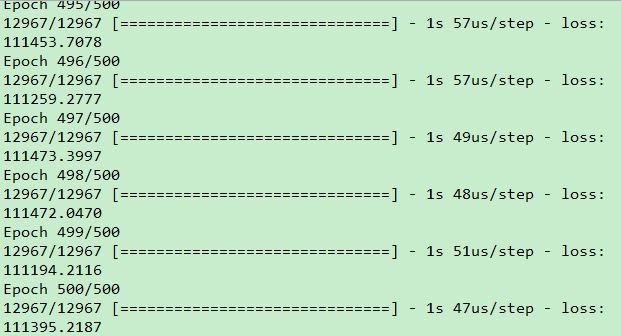 Epoch 495/500
12967/12967 [==============================] - 1s 57us/step - loss:
111453.7078
Epoch 496/500
12967/12967 [==============================] - 1s 57us/step - loss:
111259.2777
Epoch 497/500
12967/12967 [==============================] - 1s 49us/step - loss:
111473.3997
Epoch 498/500
12967/12967 [==============================] - 1s 48us/step - loss:
111472.0470
Epoch 499/500
12967/12967 [==============================] - 1s 51us/step - loss:
111194.2116
Epoch 500/500
12967/12967 [==============================] - 1s 47us/step - loss:
111395.2187